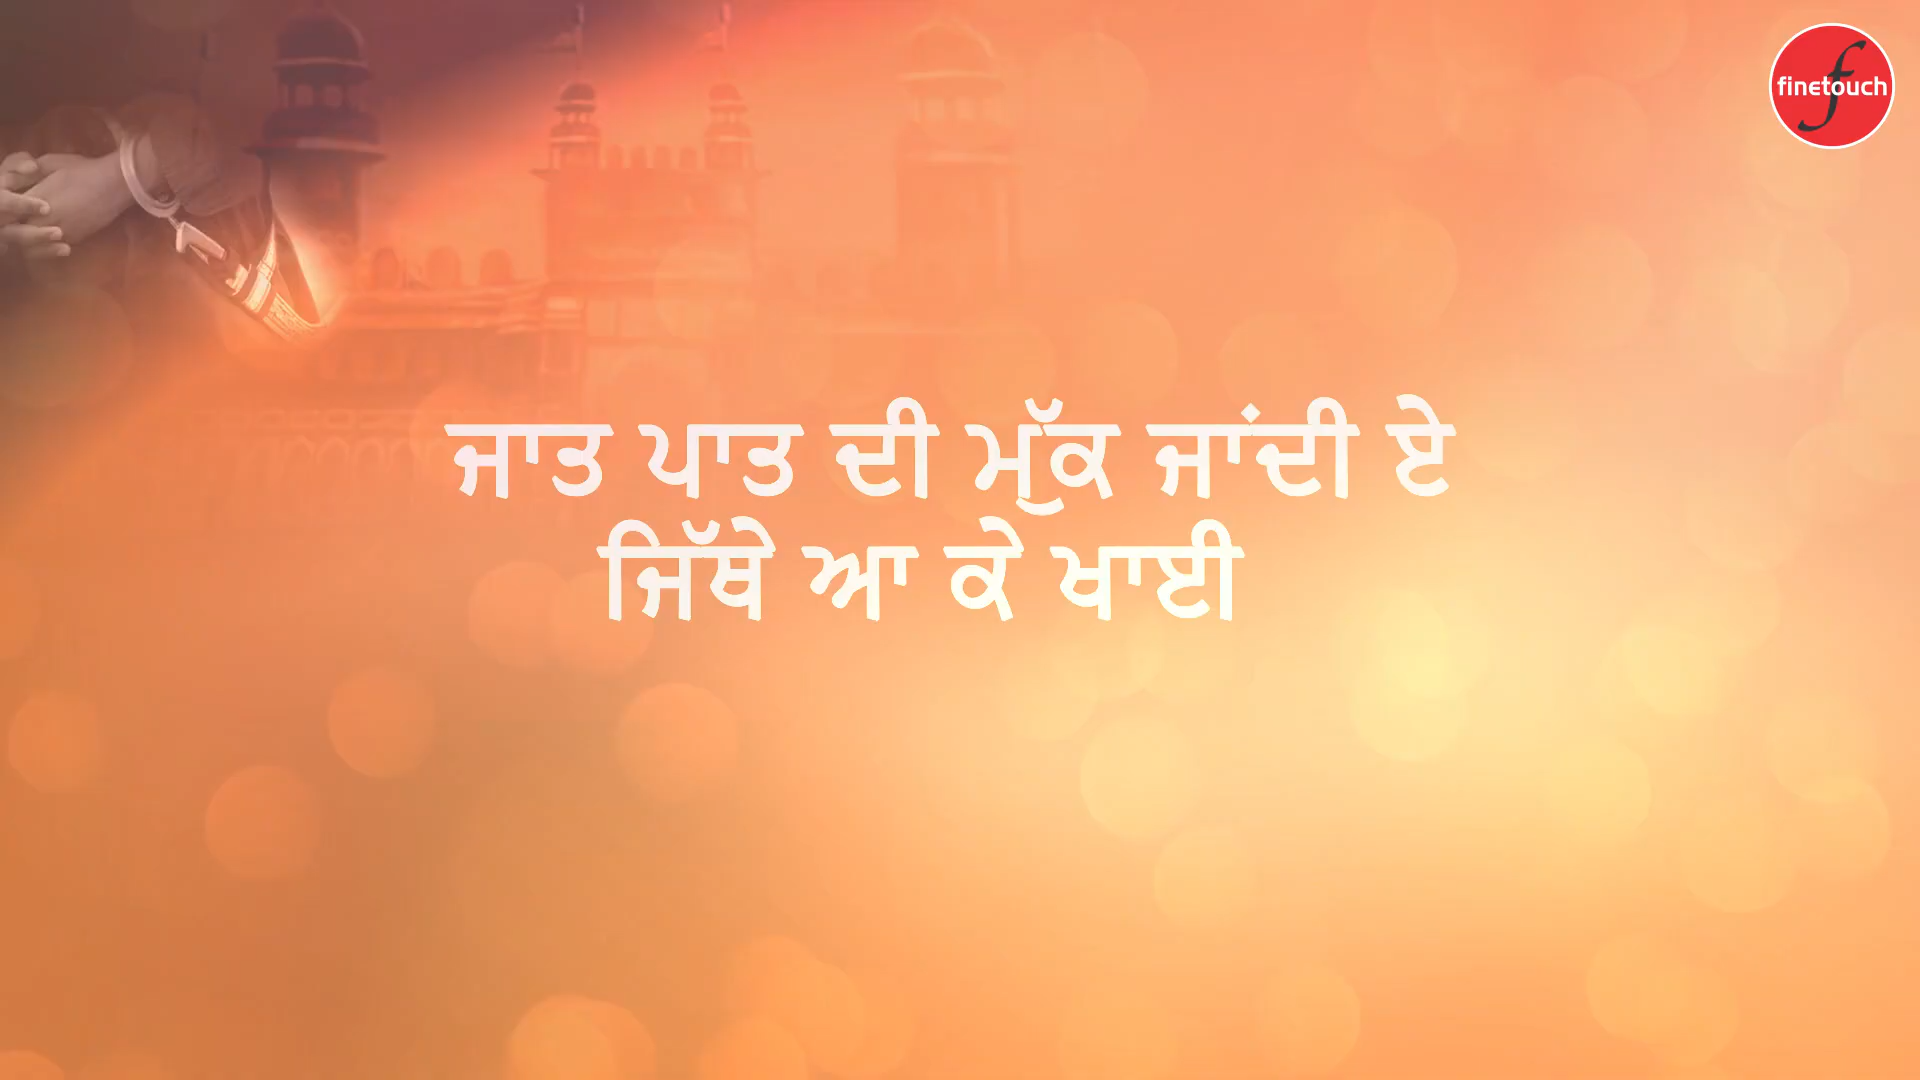 finetouch
ਜਾਤ ਪਾਤ ਦੀ ਮੁੱਕ ਜਾਂਦੀ ਏ
ਜਿੱਥੇ ਆ ਕੇ ਖਾਈ